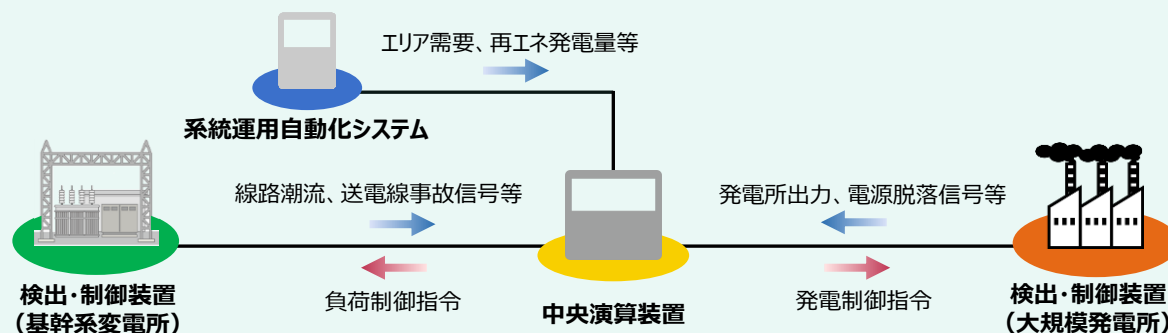 エリア需要、再エネ発電量等
系統運用自動化システム
線路潮流、送電線事故信号等
発電所出力、電源脱落信号等
負荷制御指令
発電制御指令
検出・制御装置
（基幹系変電所）
中央演算装置
検出・制御装置
（大規模発電所）